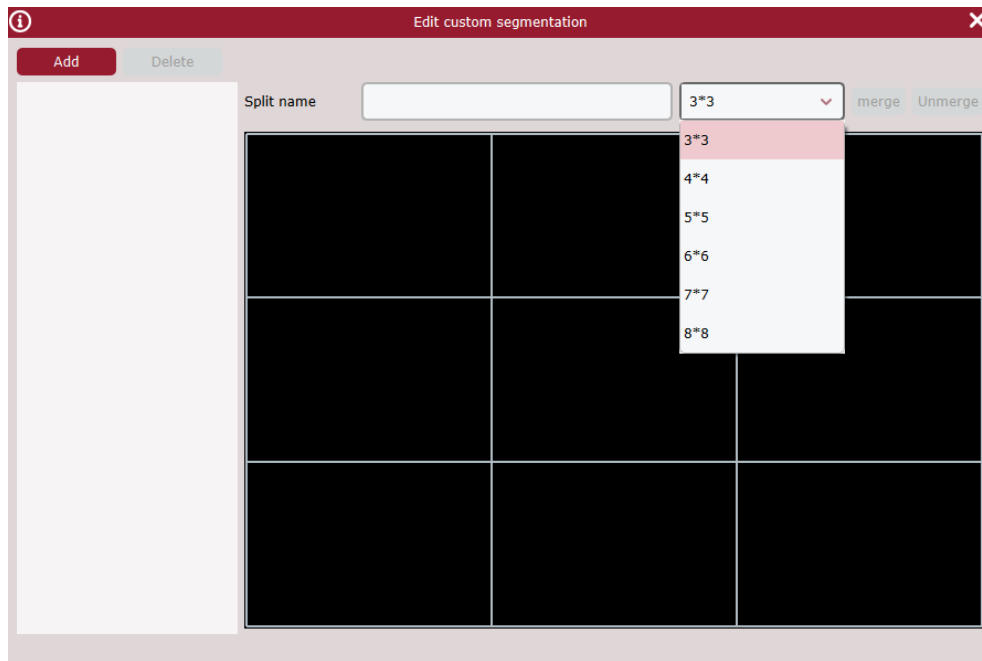 Edit custom segmentation
Add Delete
Split name 3*3 merge Unmerge
3*3
4*4
5*5
6*6
7*7
8*8